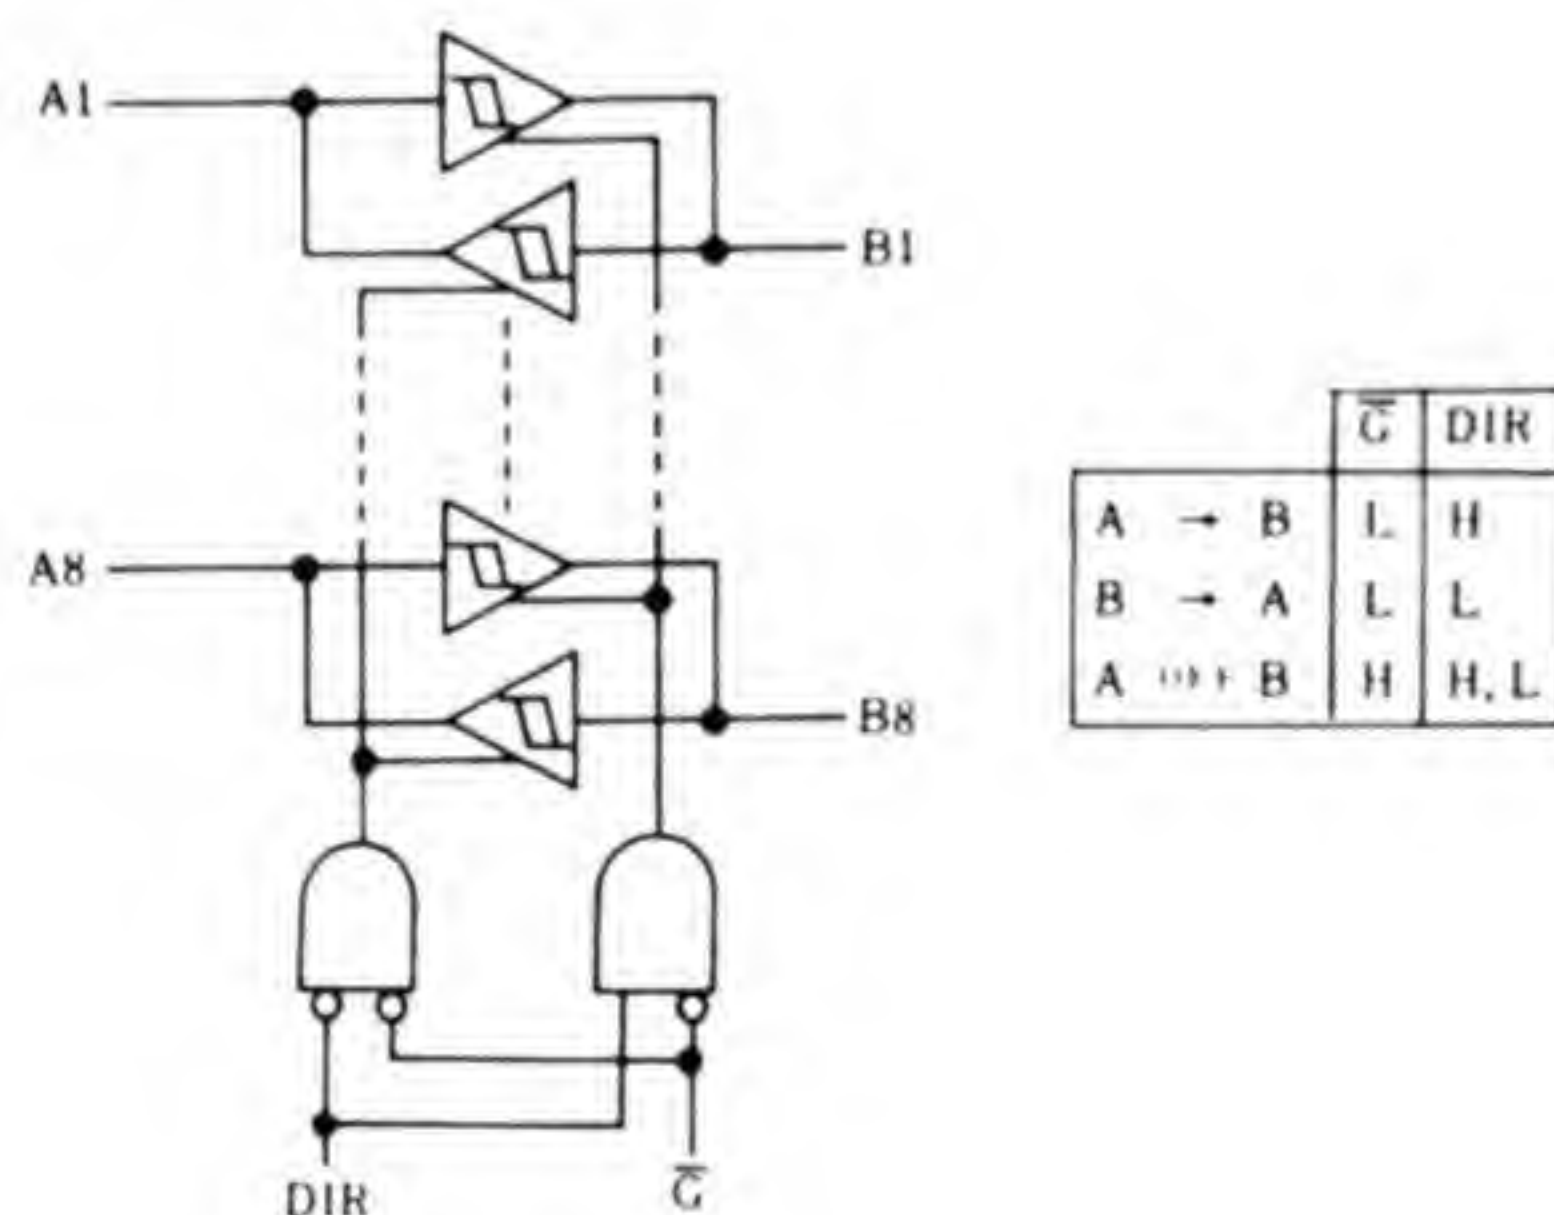 A1
B1
A8
B8
DIR
G̅
G̅ DIR
A → B L H
B → A L L
A B H H, L